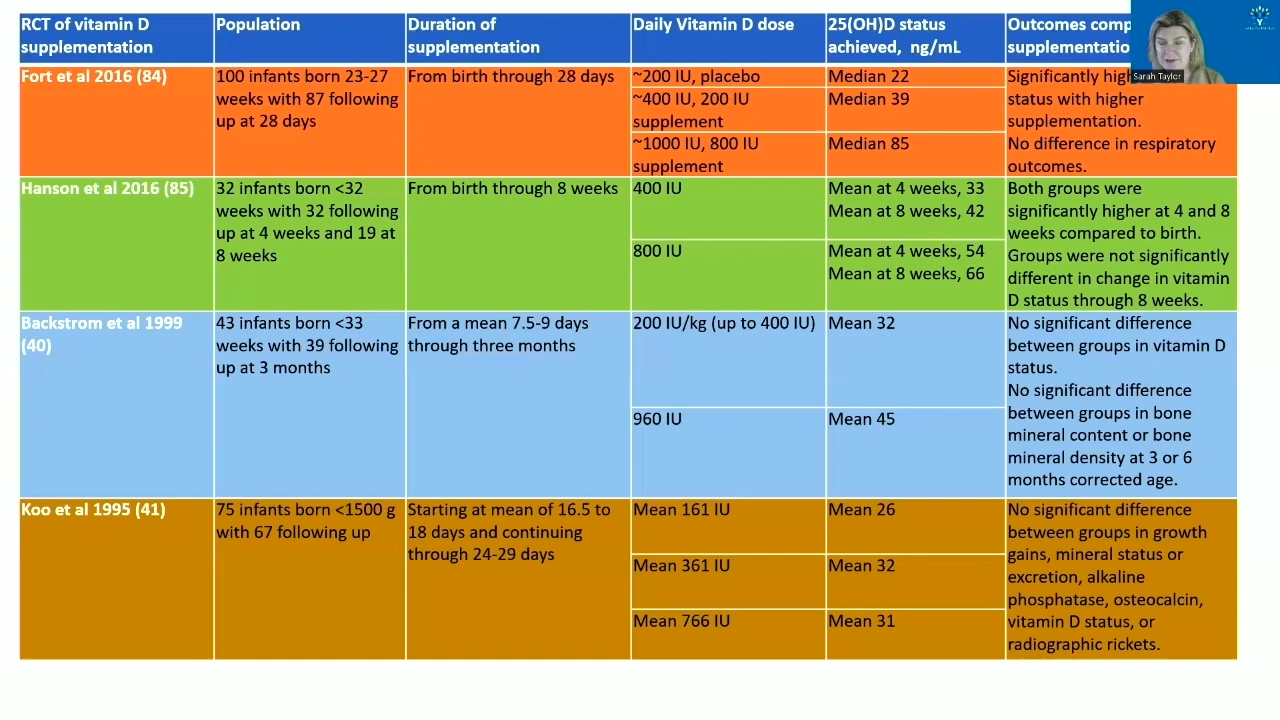 RCT of vitamin D
supplementation
Population
Duration of
supplementation
Daily Vitamin D dose
25(OH)D status
achieved, ng/mL
Outcomes comp
supplementatio
Sarah Taylor
Fort et al 2016 (84)
100 infants born 23-27
weeks with 87 following
up at 28 days
From birth through 28 days
~200 IU, placebo
Median 22
~400 IU, 200 IU
supplement
Median 39
~1000 IU, 800 IU
supplement
Median 85
Significantly high
status with higher
supplementation.
No difference in respiratory
outcomes.
Hanson et al 2016 (85)
32 infants born <32
weeks with 32 following
up at 4 weeks and 19 at
8 weeks
From birth through 8 weeks
400 IU
Mean at 4 weeks, 33
Mean at 8 weeks, 42
800 IU
Mean at 4 weeks, 54
Mean at 8 weeks, 66
Both groups were
significantly higher at 4 and 8
weeks compared to birth.
Groups were not significantly
different in change in vitamin
D status through 8 weeks.
Backstrom et al 1999
(40)
43 infants born <33
weeks with 39 following
up at 3 months
From a mean 7.5-9 days
through three months
200 IU/kg (up to 400 IU)
Mean 32
960 IU
Mean 45
No significant difference
between groups in vitamin D
status.
No significant difference
between groups in bone
mineral content or bone
mineral density at 3 or 6
months corrected age.
Koo et al 1995 (41)
75 infants born <1500 g
with 67 following up
Starting at mean of 16.5 to
18 days and continuing
through 24-29 days
Mean 161 IU
Mean 26
Mean 361 IU
Mean 32
Mean 766 IU
Mean 31
No significant difference
between groups in growth
gains, mineral status or
excretion, alkaline
phosphatase, osteocalcin,
vitamin D status, or
radiographic rickets.